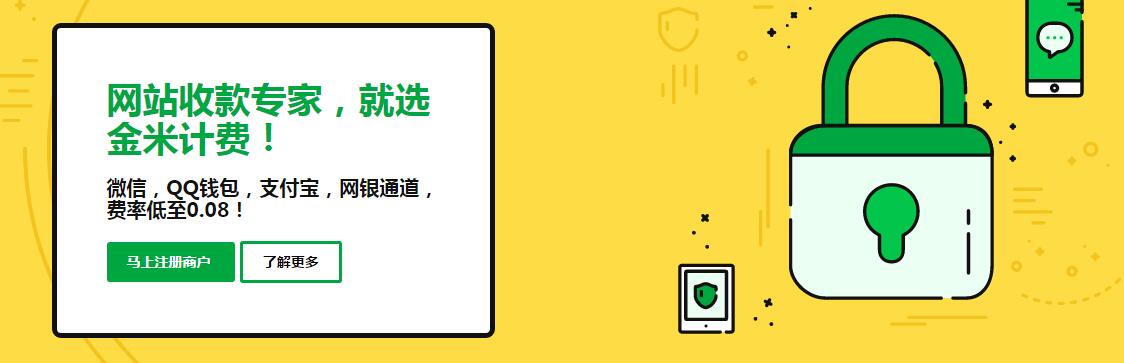 网站收款专家，就选
金米计费！
微信，QQ钱包，支付宝，网银通道，
费率低至0.08！
马上注册商户
了解更多